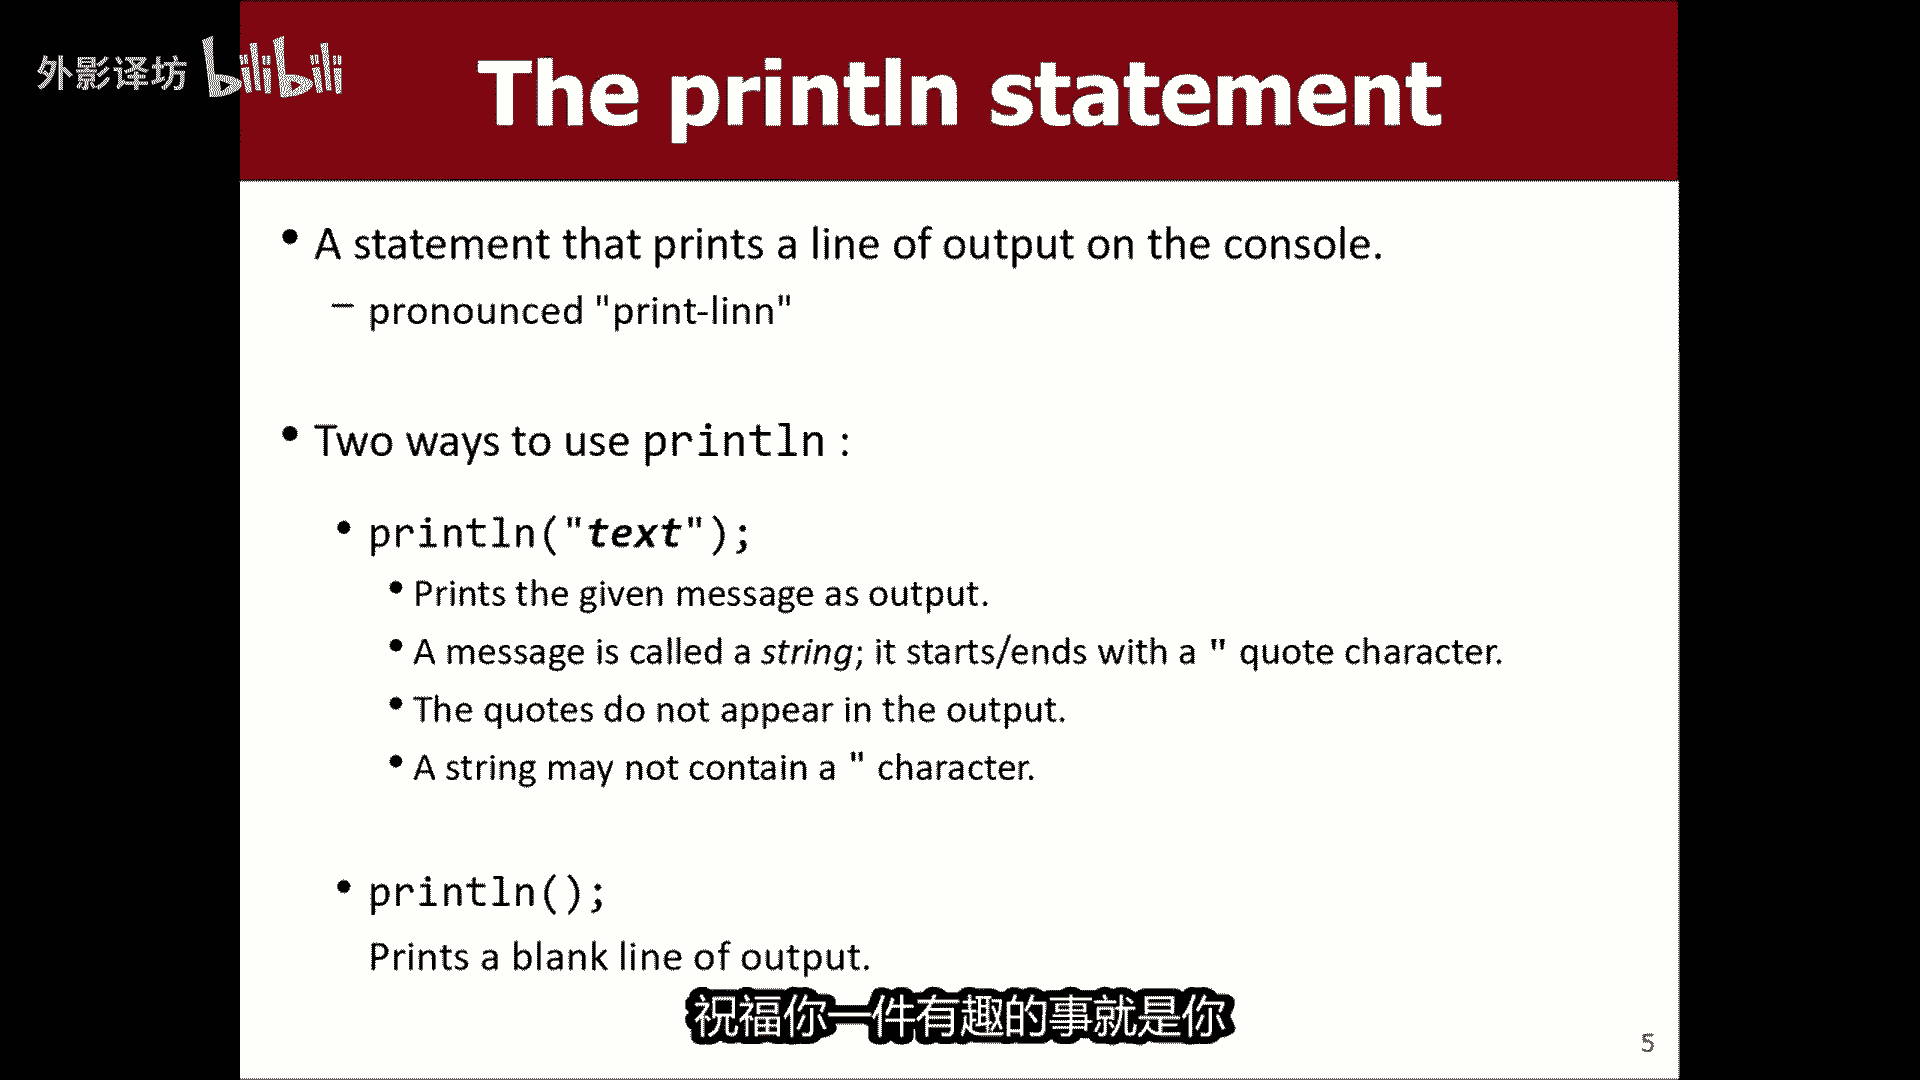 外影译坊 bilibili
The println statement
• A statement that prints a line of output on the console.
– pronounced "print-linn"
• Two ways to use println :
• println("text");
• Prints the given message as output.
• A message is called a string; it starts/ends with a " quote character.
• The quotes do not appear in the output.
• A string may not contain a " character.
• println();
Prints a blank line of output.
祝福你一件有趣的事就是你
5